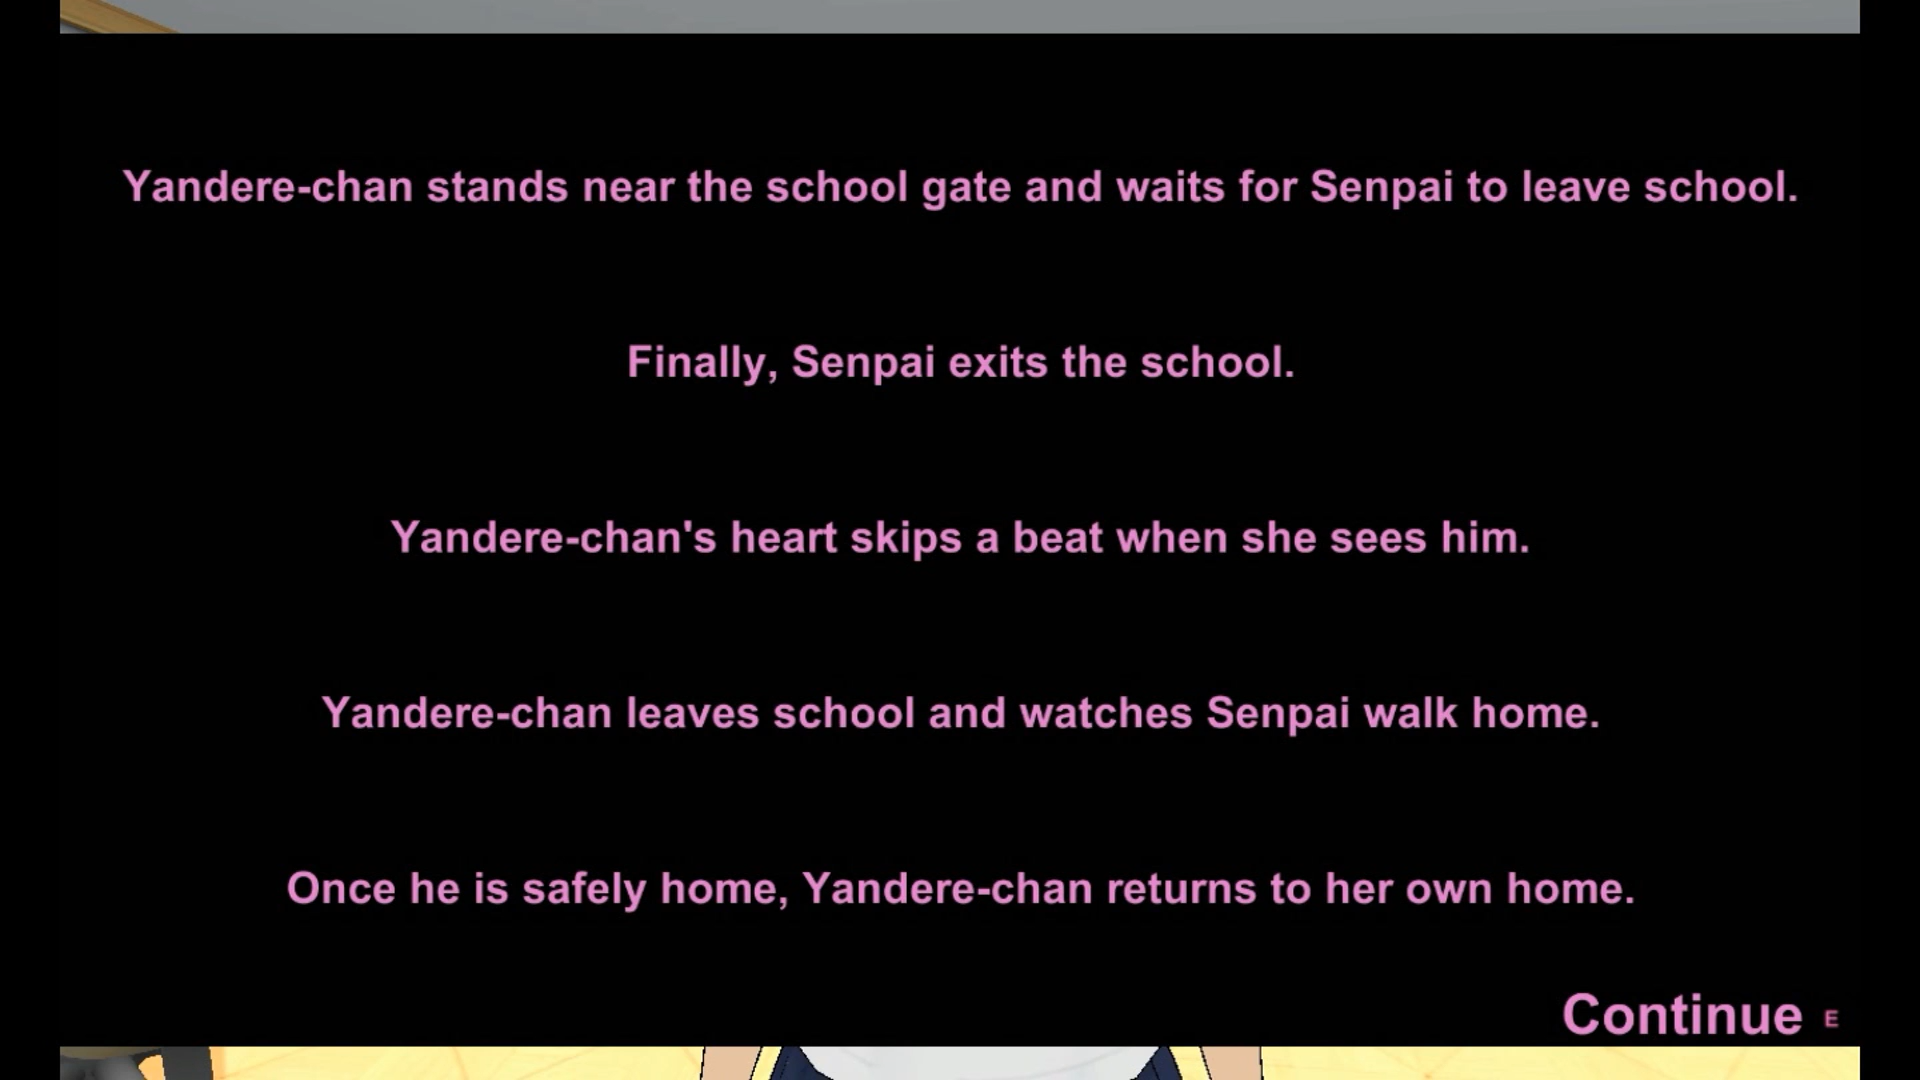 Yandere-chan stands near the school gate and waits for Senpai to leave school.
Finally, Senpai exits the school.
Yandere-chan's heart skips a beat when she sees him.
Yandere-chan leaves school and watches Senpai walk home.
Once he is safely home, Yandere-chan returns to her own home.
Continue E